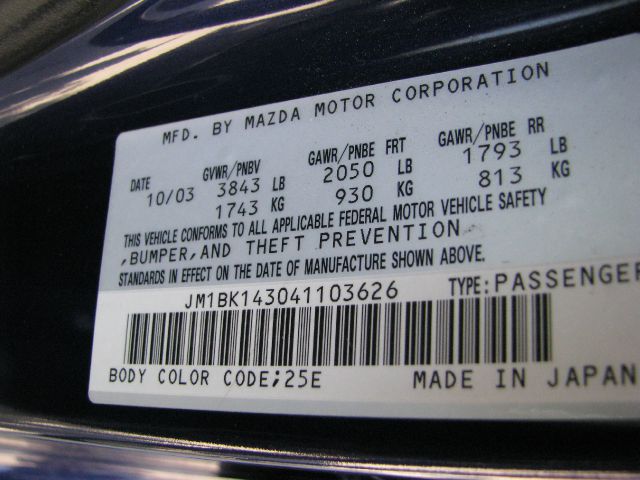 MFD. BY MAZDA MOTOR CORPORATION
DATE GVWR/PNBV GAWR/PNBE FRT GAWR/PNBE RR
10/03 3843 LB 2050 LB 1793 LB
1743 KG 930 KG 813 KG
THIS VEHICLE CONFORMS TO ALL APPLICABLE FEDERAL MOTOR VEHICLE SAFETY
,BUMPER,AND THEFT PREVENTION
STANDARDS IN EFFECT ON THE DATE OF MANUFACTURE SHOWN ABOVE.
JM1BK143041103626 TYPE:PASSENGER
BODY COLOR CODE;25E MADE IN JAPAN